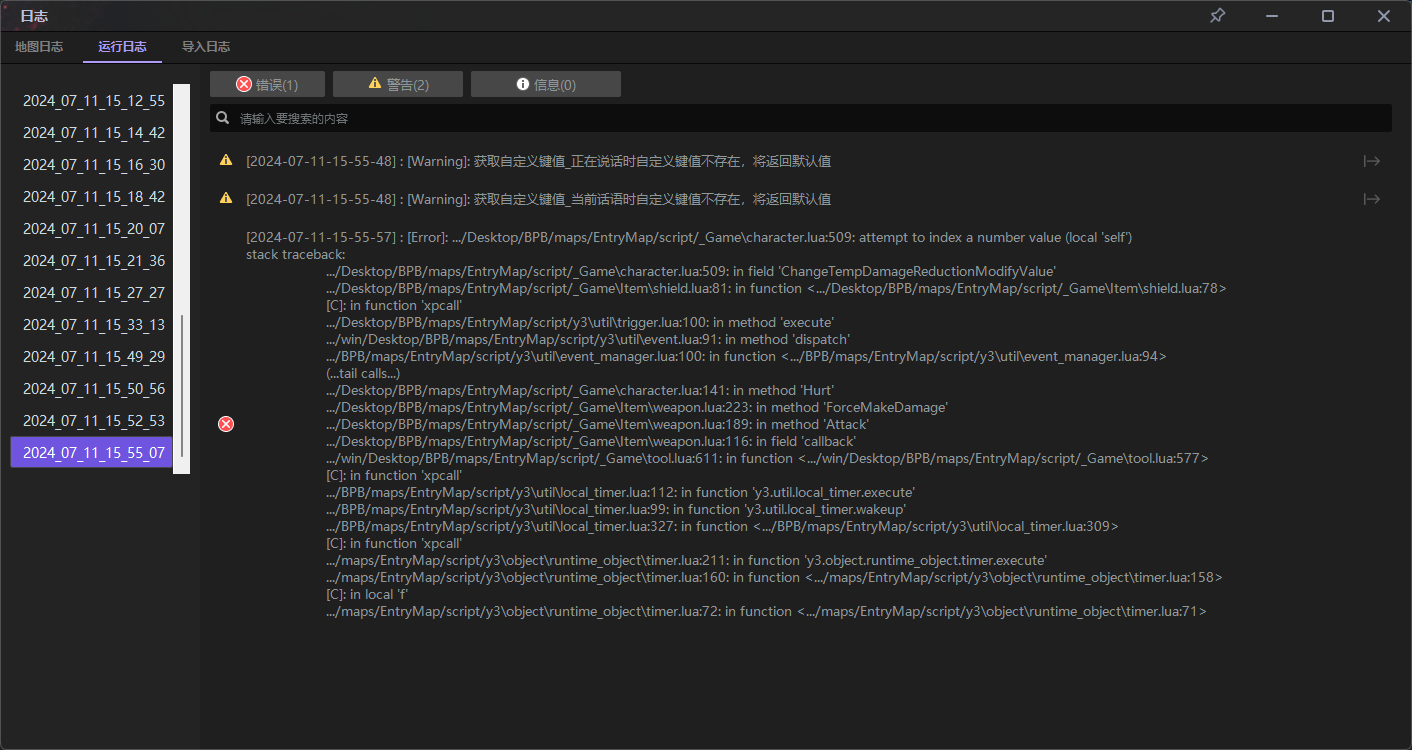 日志
地图日志
运行日志
导入日志
2024_07_11_15_12_55
2024_07_11_15_14_42
2024_07_11_15_16_30
2024_07_11_15_18_42
2024_07_11_15_20_07
2024_07_11_15_21_36
2024_07_11_15_27_27
2024_07_11_15_33_13
2024_07_11_15_49_29
2024_07_11_15_50_56
2024_07_11_15_52_53
2024_07_11_15_55_07
错误(1)
警告(2)
信息(0)
请输入要搜索的内容
[2024-07-11-15-55-48] : [Warning]: 获取自定义键值_正在说话时自定义键值不存在，将返回默认值
[2024-07-11-15-55-48] : [Warning]: 获取自定义键值_当前话语时自定义键值不存在，将返回默认值
[2024-07-11-15-55-57] : [Error]: .../Desktop/BPB/maps/EntryMap/script/_Game\character.lua:509: attempt to index a number value (local 'self')
stack traceback:
.../Desktop/BPB/maps/EntryMap/script/_Game\character.lua:509: in field 'ChangeTempDamageReductionModifyValue'
.../Desktop/BPB/maps/EntryMap/script/_Game\Item\shield.lua:81: in function <.../Desktop/BPB/maps/EntryMap/script/_Game\Item\shield.lua:78>
[C]: in function 'xpcall'
.../Desktop/BPB/maps/EntryMap/script/y3\util\trigger.lua:100: in method 'execute'
.../win/Desktop/BPB/maps/EntryMap/script/y3\util\event.lua:91: in method 'dispatch'
.../BPB/maps/EntryMap/script/y3\util\event_manager.lua:100: in function <.../BPB/maps/EntryMap/script/y3\util\event_manager.lua:94>
(...tail calls...)
.../Desktop/BPB/maps/EntryMap/script/_Game\character.lua:141: in method 'Hurt'
.../Desktop/BPB/maps/EntryMap/script/_Game\Item\weapon.lua:223: in method 'ForceMakeDamage'
.../Desktop/BPB/maps/EntryMap/script/_Game\Item\weapon.lua:189: in method 'Attack'
.../Desktop/BPB/maps/EntryMap/script/_Game\Item\weapon.lua:116: in field 'callback'
.../win/Desktop/BPB/maps/EntryMap/script/_Game\tool.lua:611: in function <.../win/Desktop/BPB/maps/EntryMap/script/_Game\tool.lua:577>
[C]: in function 'xpcall'
.../BPB/maps/EntryMap/script/y3\util\local_timer.lua:112: in function 'y3.util.local_timer.execute'
.../BPB/maps/EntryMap/script/y3\util\local_timer.lua:99: in function 'y3.util.local_timer.wakeup'
.../BPB/maps/EntryMap/script/y3\util\local_timer.lua:327: in function <.../BPB/maps/EntryMap/script/y3\util\local_timer.lua:309>
[C]: in function 'xpcall'
.../maps/EntryMap/script/y3\object\runtime_object\timer.lua:211: in function 'y3.object.runtime_object.timer.execute'
.../maps/EntryMap/script/y3\object\runtime_object\timer.lua:160: in function <.../maps/EntryMap/script/y3\object\runtime_object\timer.lua:158>
[C]: in local 'f'
.../maps/EntryMap/script/y3\object\runtime_object\timer.lua:72: in function <.../maps/EntryMap/script/y3\object\runtime_object\timer.lua:71>